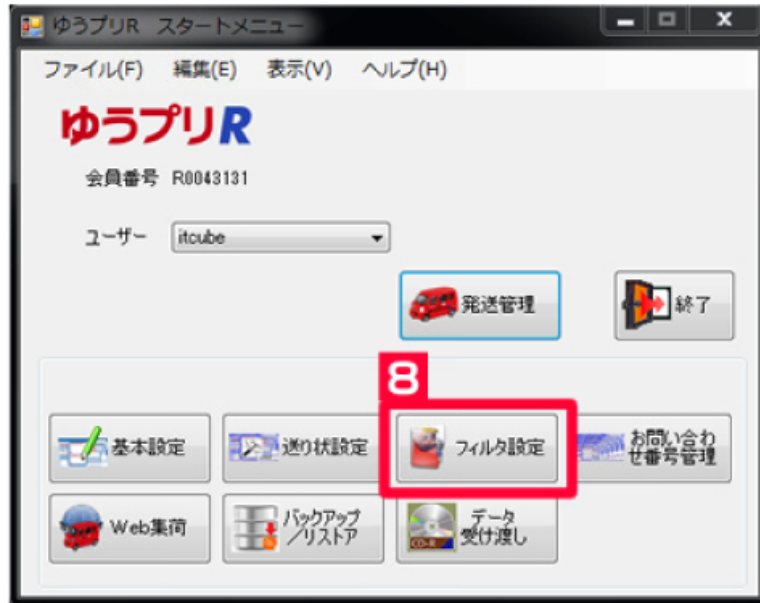 ゆうプリR スタートメニュー
ファイル(F) 編集(E) 表示(V) ヘルプ(H)
ゆうプリR
会員番号 R0043131
ユーザー itcube
発送管理 終了
8
基本設定 送り状設定 フィルタ設定 お問い合わ
せ番号管理
Web集荷 バックアップ
/リストア
CD-R データ
受け渡し